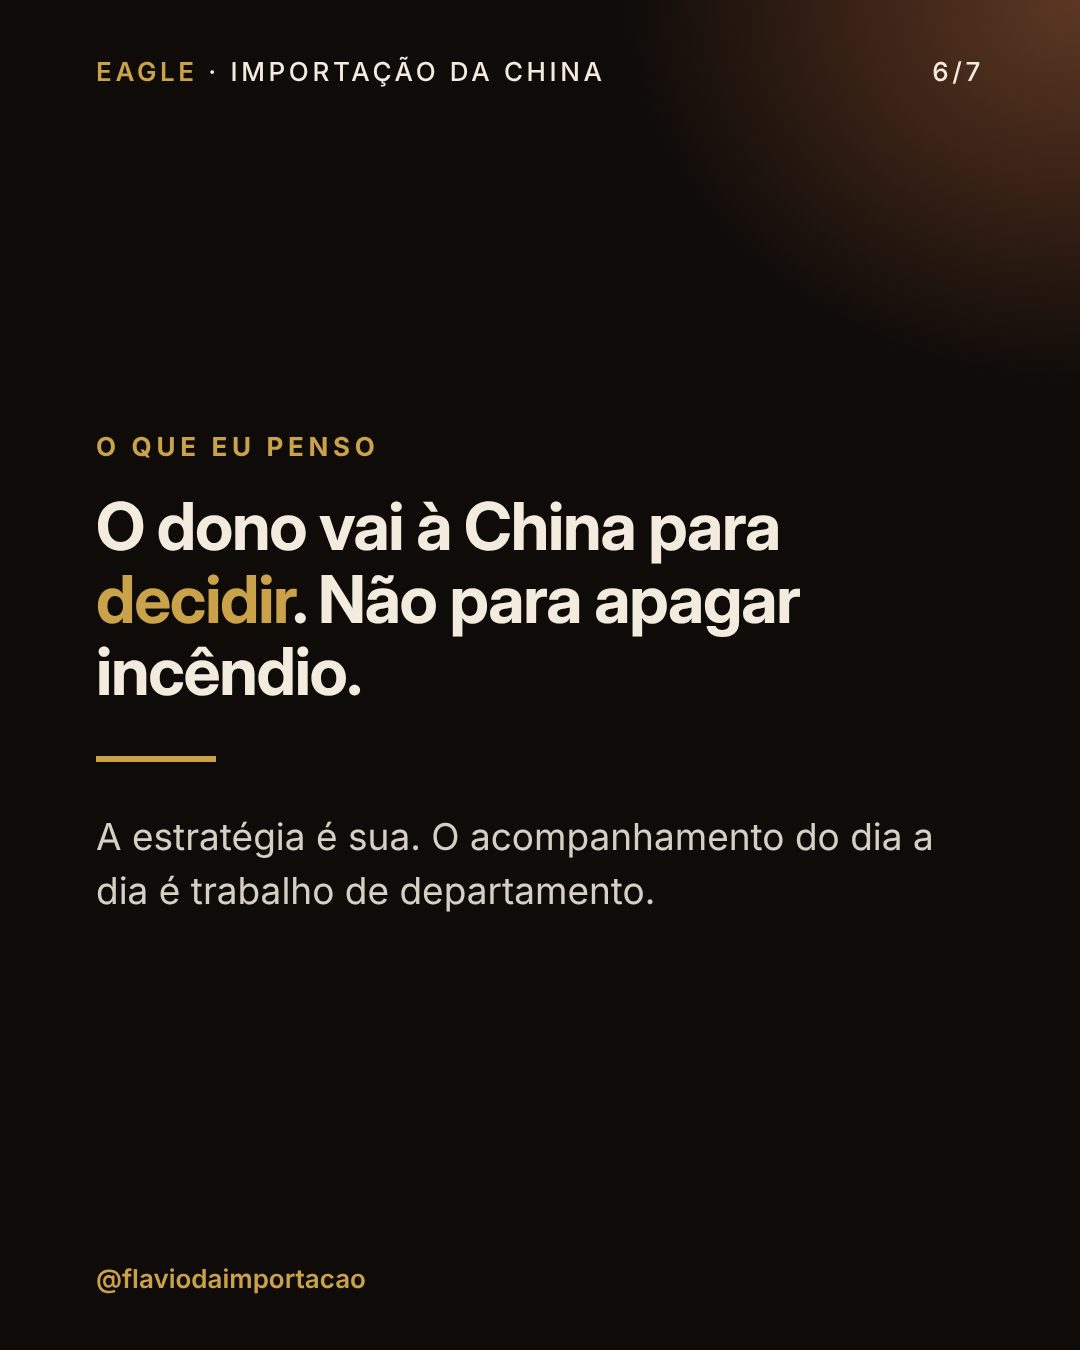 EAGLE · IMPORTAÇÃO DA CHINA
6/7
O QUE EU PENSO
O dono vai à China para
decidir. Não para apagar
incêndio.
A estratégia é sua. O acompanhamento do dia a
dia é trabalho de departamento.
@flaviodaimportacao